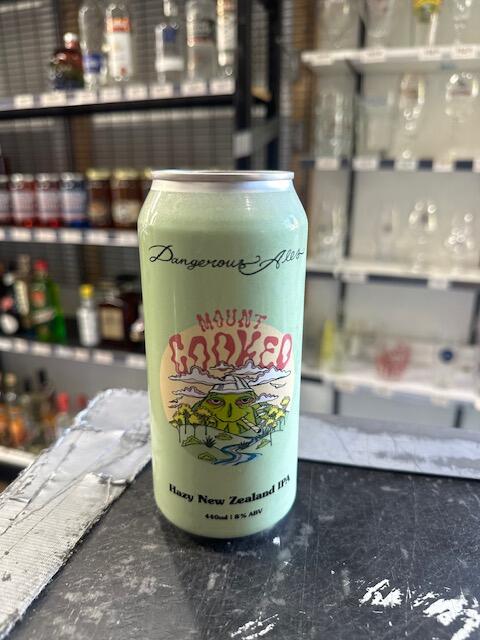 Dangerous Ales
MOUNT
COOKED
Hazy New Zealand IPA
440ml | 8% ABV